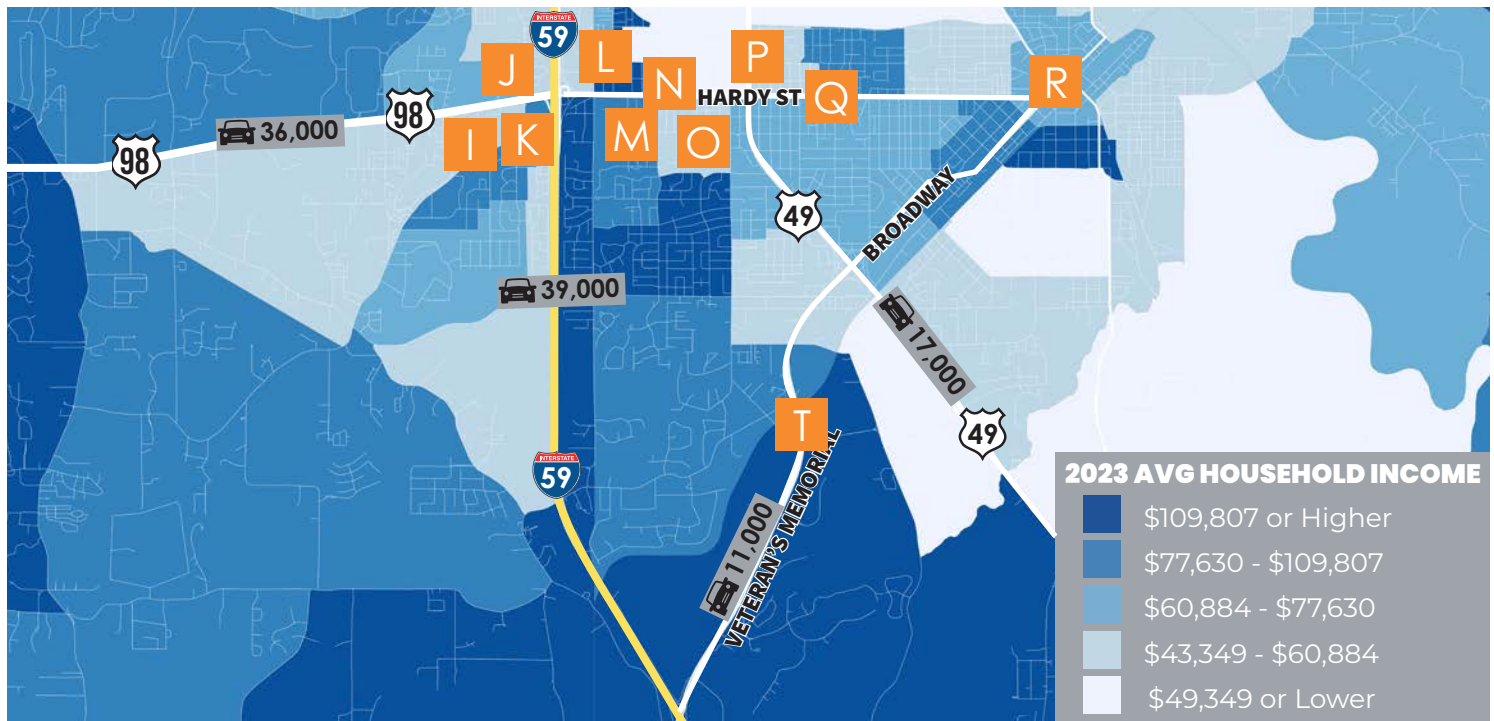 INTERSTATE
59
J
L
N
P
Q
R
HARDY ST
98
36,000
98
I
K
M
O
49
BROADWAY
39,000
17,000
T
49
INTERSTATE
59
11,000
VETERAN'S MEMORIAL
2023 AVG HOUSEHOLD INCOME
$109,807 or Higher
$77,630 - $109,807
$60,884 - $77,630
$43,349 - $60,884
$49,349 or Lower